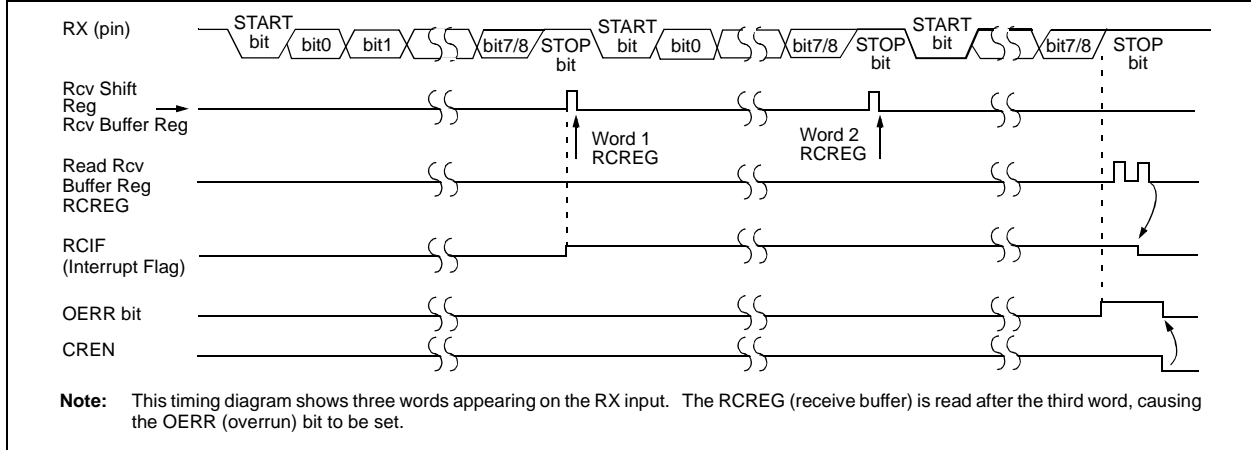 RX (pin)
START
bit
bit0
bit1
bit7/8
STOP
bit
START
bit
bit0
bit7/8
STOP
bit
START
bit
bit7/8
STOP
bit
Rcv Shift
Reg
Rcv Buffer Reg
Word 1
RCREG
Word 2
RCREG
Read Rcv
Buffer Reg
RCREG
RCIF
(Interrupt Flag)
OERR bit
CREN
Note: This timing diagram shows three words appearing on the RX input. The RCREG (receive buffer) is read after the third word, causing
the OERR (overrun) bit to be set.